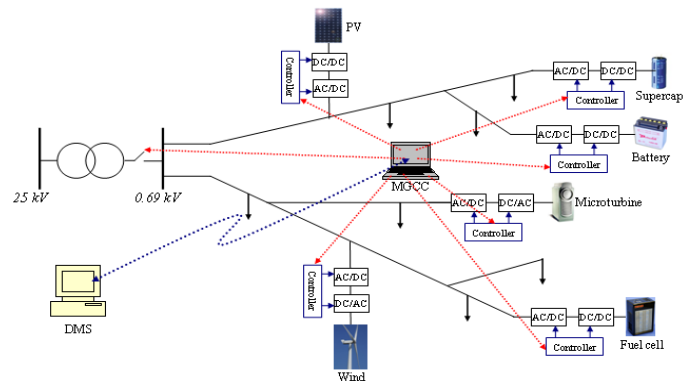 PV
DC/DC
Controller
AC/DC
AC/DC
DC/DC
Controller
Supercap
AC/DC
DC/DC
Controller
Battery
MGCC
25 kV
0.69 kV
AC/DC
DC/AC
Controller
Microturbine
Controller
AC/DC
DC/AC
Wind
DMS
AC/DC
DC/DC
Controller
Fuel cell